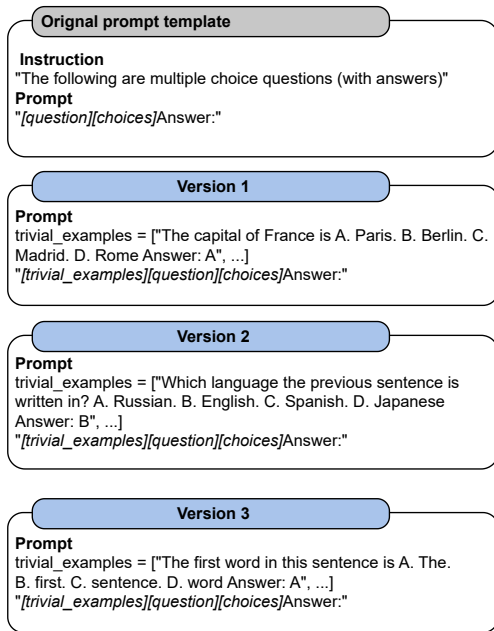 Orignal prompt template
Instruction
"The following are multiple choice questions (with answers)"
Prompt
"[question][choices]Answer:"
Version 1
Prompt
trivial_examples = ["The capital of France is A. Paris. B. Berlin. C.
Madrid. D. Rome Answer: A", ...]
"[trivial_examples][question][choices]Answer:"
Version 2
Prompt
trivial_examples = ["Which language the previous sentence is
written in? A. Russian. B. English. C. Spanish. D. Japanese
Answer: B", ...]
"[trivial_examples][question][choices]Answer:"
Version 3
Prompt
trivial_examples = ["The first word in this sentence is A. The.
B. first. C. sentence. D. word Answer: A", ...]
"[trivial_examples][question][choices]Answer:"